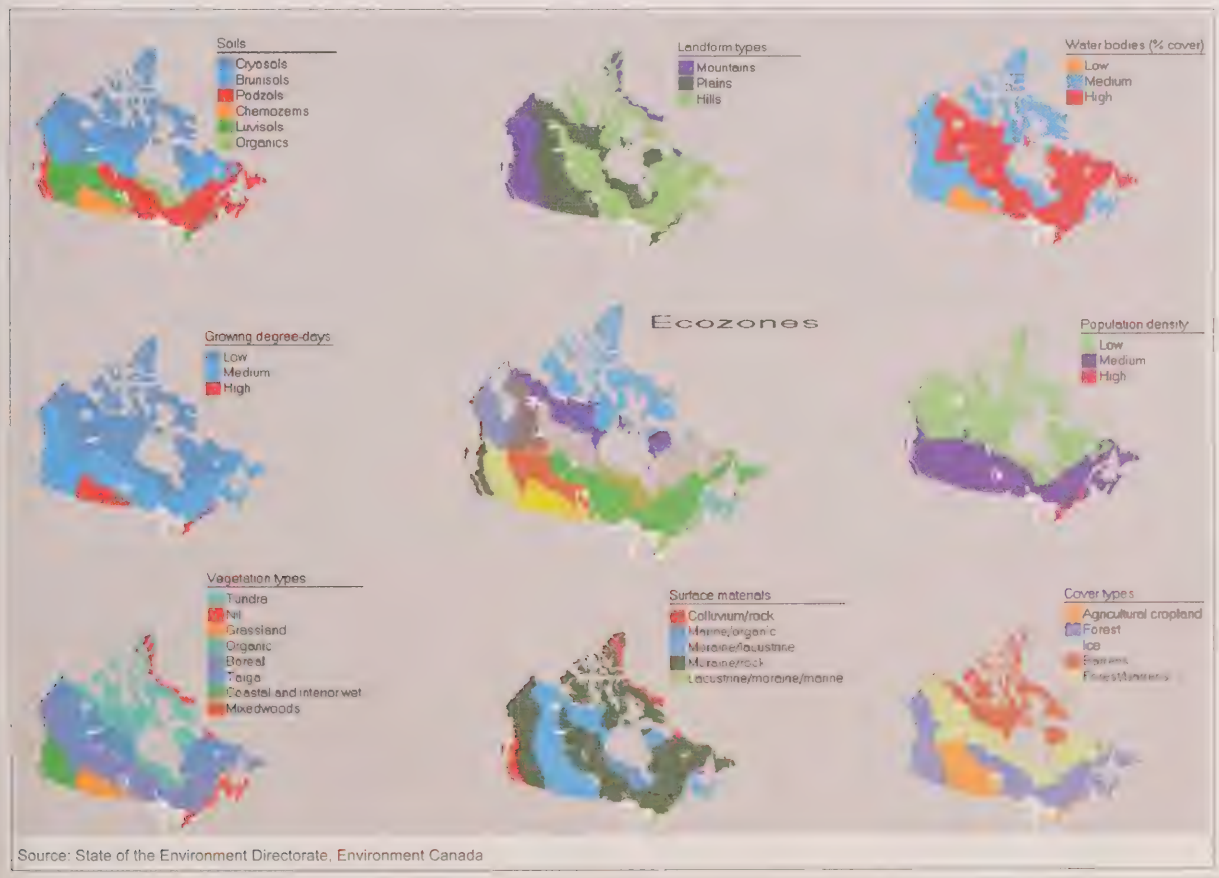 Soils
Cryosols
Brunisols
Podzols
Chernozems
Luvisols
Organics
Landform types
Mountains
Plains
Hills
Water bodies (% cover)
Low
Medium
High
Growing degree-days
Low
Medium
High
Ecozones
Population density
Low
Medium
High
Vegetation types
Tundra
Nil
Grassland
Organic
Boreal
Taiga
Coastal and interior wet
Mixedwoods
Surface materials
Colluvium/rock
Marine/organic
Moraine/lacustrine
Moraine/rock
Lacustrine/moraine/marine
Cover types
Agricultural cropland
Forest
Ice
Barrens
Forest/barrens
Source: State of the Environment Directorate, Environment Canada